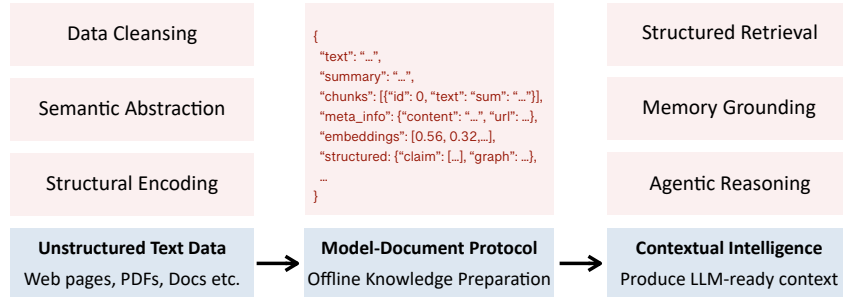 Data Cleansing
Semantic Abstraction
Structural Encoding
Unstructured Text Data
Web pages, PDFs, Docs etc.
{
“text”: “…”,
“summary”: “…”,
“chunks”: [{“id”: 0, “text”: “sum”: “…”}],
“meta_info”: {“content”: “…”, “url”: …},
“embeddings”: [0.56, 0.32,…],
“structured: {“claim”: […], “graph”: …},
…
}
Model-Document Protocol
Offline Knowledge Preparation
Structured Retrieval
Memory Grounding
Agentic Reasoning
Contextual Intelligence
Produce LLM-ready context